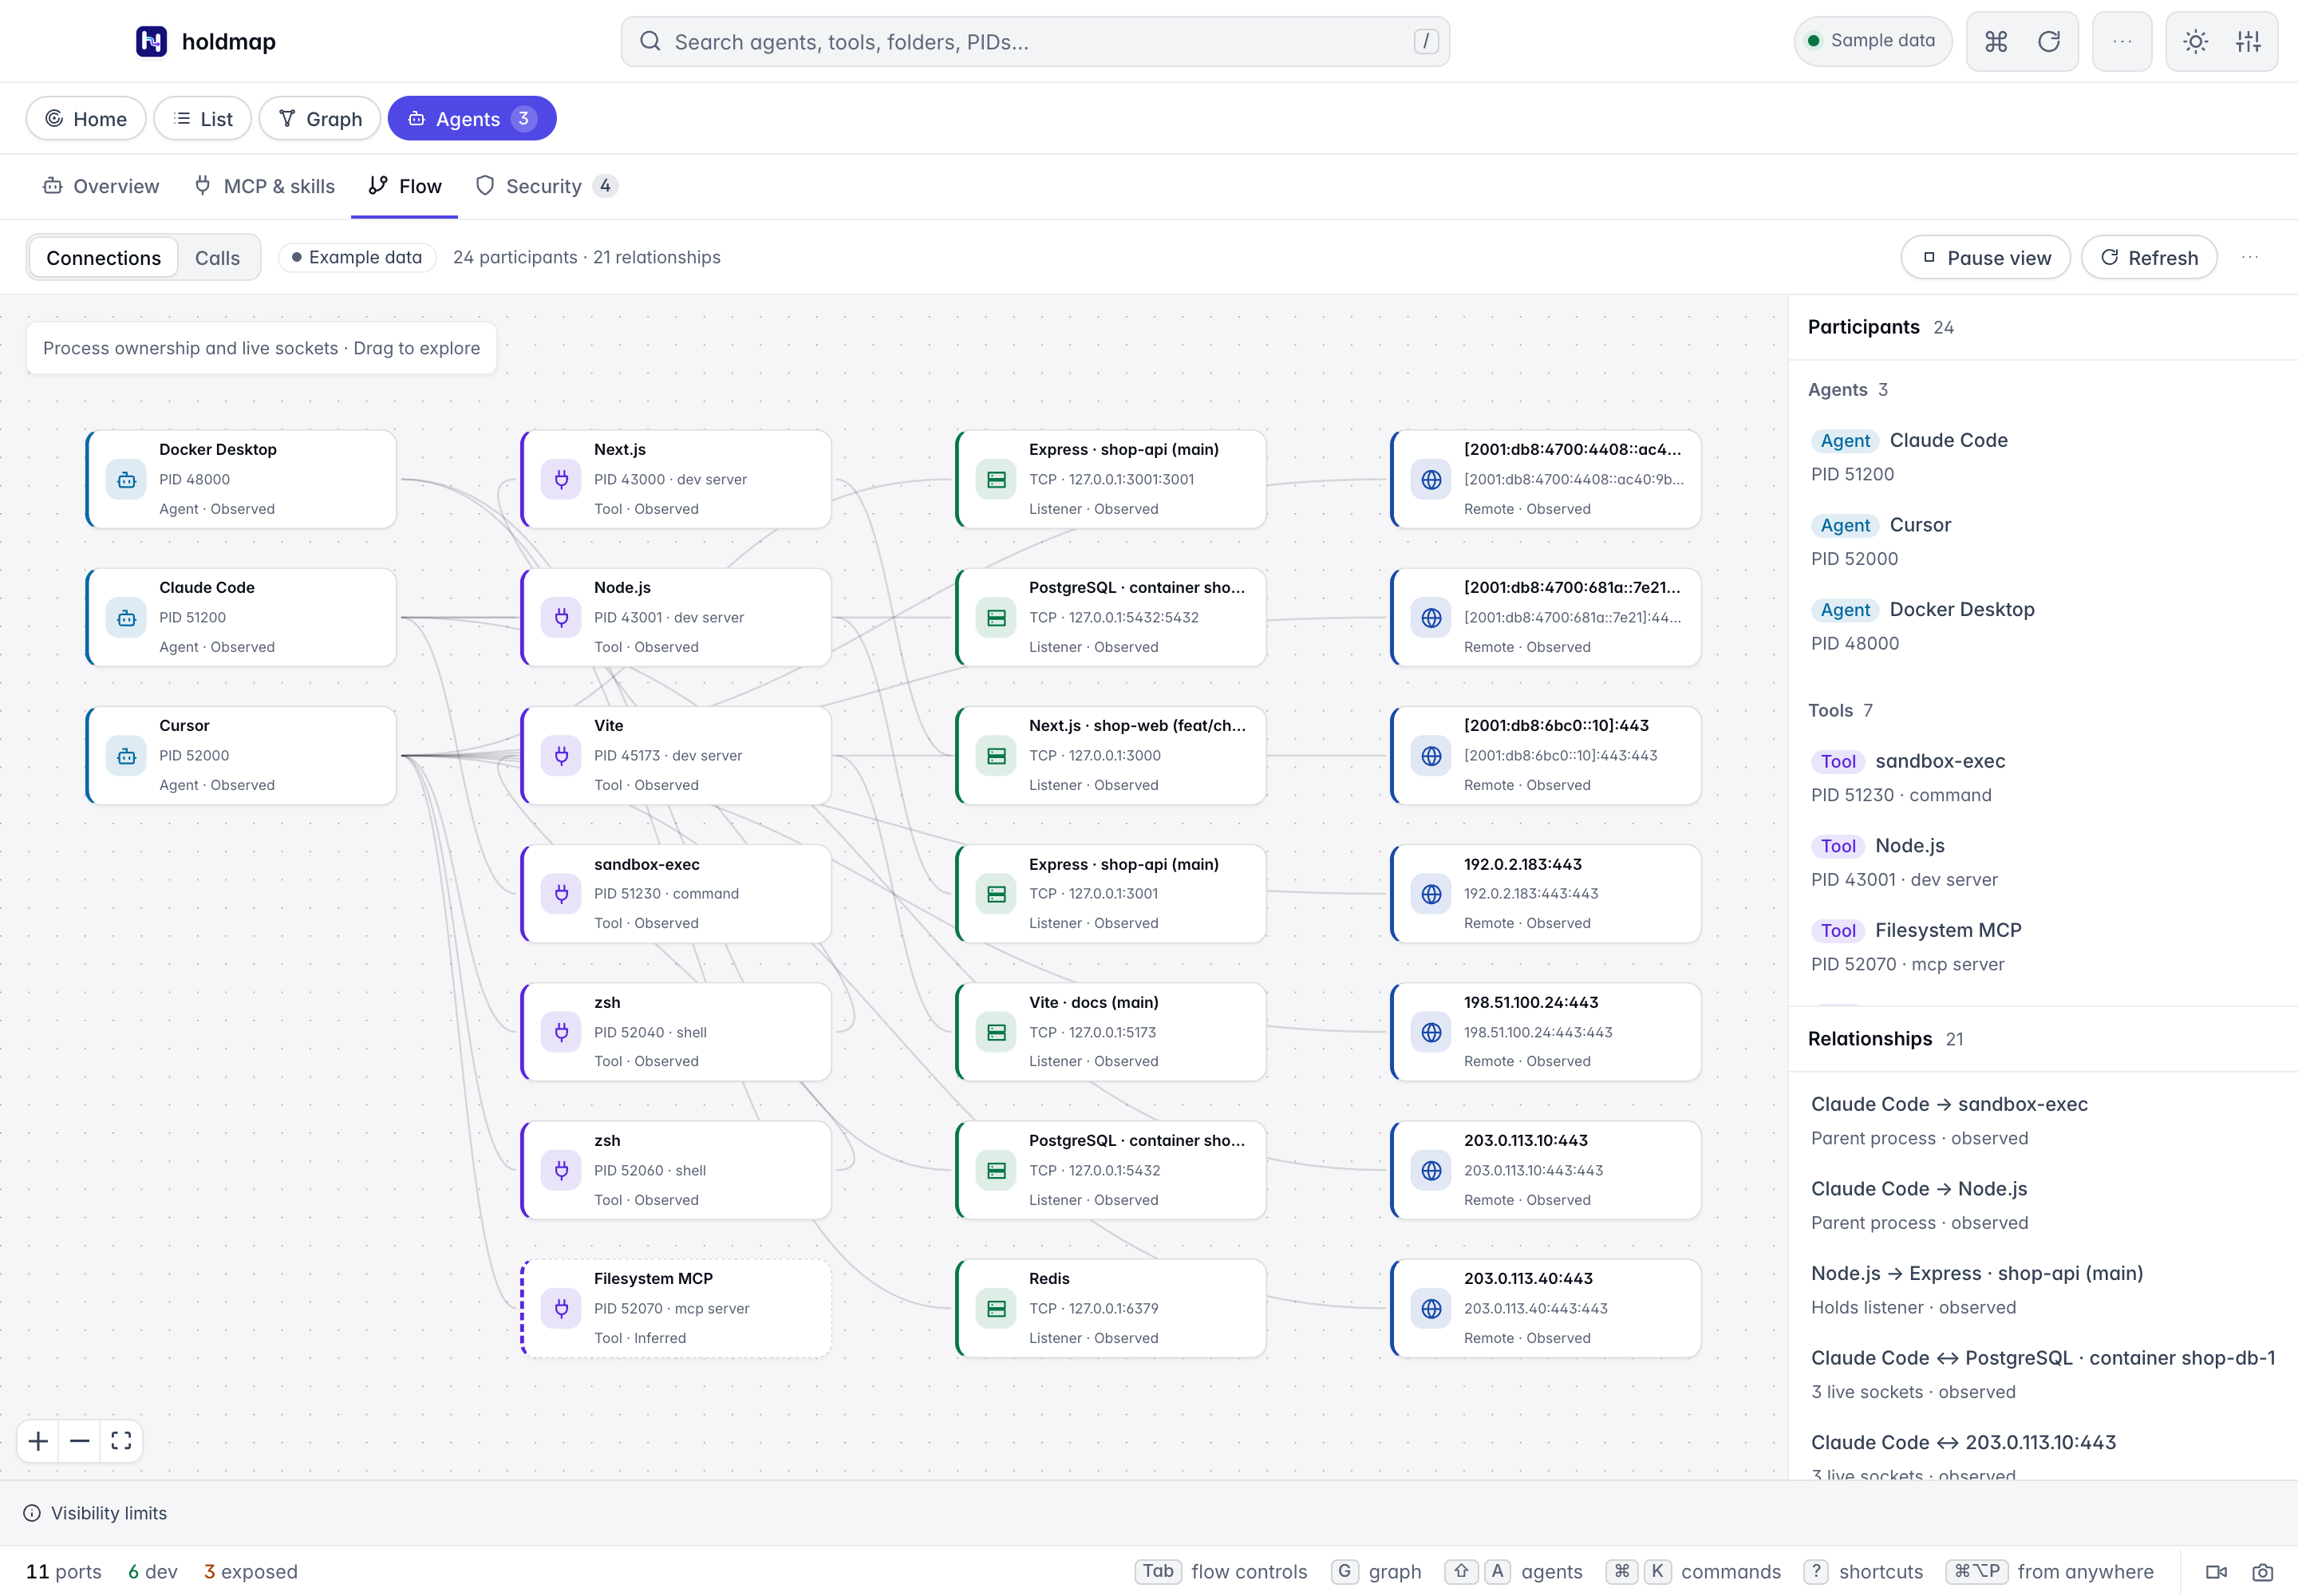 holdmap
Search agents, tools, folders, PIDs...
/
Sample data
Home
List
Graph
Agents 3
Overview
MCP & skills
Flow
Security 4
Connections
Calls
Example data
24 participants · 21 relationships
Pause view
Refresh
Process ownership and live sockets · Drag to explore
Docker Desktop
PID 48000
Agent · Observed
Claude Code
PID 51200
Agent · Observed
Cursor
PID 52000
Agent · Observed
Next.js
PID 43000 · dev server
Tool · Observed
Node.js
PID 43001 · dev server
Tool · Observed
Vite
PID 45173 · dev server
Tool · Observed
sandbox-exec
PID 51230 · command
Tool · Observed
zsh
PID 52040 · shell
Tool · Observed
zsh
PID 52060 · shell
Tool · Observed
Filesystem MCP
PID 52070 · mcp server
Tool · Inferred
Express · shop-api (main)
TCP · 127.0.0.1:3001:3001
Listener · Observed
PostgreSQL · container sho...
TCP · 127.0.0.1:5432:5432
Listener · Observed
Next.js · shop-web (feat/ch...
TCP · 127.0.0.1:3000
Listener · Observed
Express · shop-api (main)
TCP · 127.0.0.1:3001
Listener · Observed
Vite · docs (main)
TCP · 127.0.0.1:5173
Listener · Observed
PostgreSQL · container sho...
TCP · 127.0.0.1:5432
Listener · Observed
Redis
TCP · 127.0.0.1:6379
Listener · Observed
[2001:db8:4700:4408::ac4...
[2001:db8:4700:4408::ac40:9b...
Remote · Observed
[2001:db8:4700:681a::7e21...
[2001:db8:4700:681a::7e21]:44...
Remote · Observed
[2001:db8:6bc0::10]:443
[2001:db8:6bc0::10]:443:443
Remote · Observed
192.0.2.183:443
192.0.2.183:443:443
Remote · Observed
198.51.100.24:443
198.51.100.24:443:443
Remote · Observed
203.0.113.10:443
203.0.113.10:443:443
Remote · Observed
203.0.113.40:443
203.0.113.40:443:443
Remote · Observed
Participants 24
Agents 3
Agent Claude Code
PID 51200
Agent Cursor
PID 52000
Agent Docker Desktop
PID 48000
Tools 7
Tool sandbox-exec
PID 51230 · command
Tool Node.js
PID 43001 · dev server
Tool Filesystem MCP
PID 52070 · mcp server
Relationships 21
Claude Code → sandbox-exec
Parent process · observed
Claude Code → Node.js
Parent process · observed
Node.js → Express · shop-api (main)
Holds listener · observed
Claude Code ↔ PostgreSQL · container shop-db-1
3 live sockets · observed
Claude Code ↔ 203.0.113.10:443
3 live sockets · observed
Visibility limits
11 ports 6 dev 3 exposed
Tab flow controls G graph ⇧ A agents ⌘ K commands ? shortcuts ⌘⌥P from anywhere